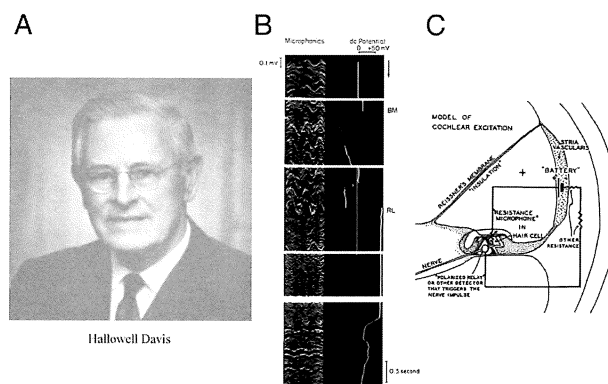 A
Hallowell Davis
B
Microphonics
dc Potential
0 +50 mV
0.1 mV
BM
RL
0.5 second
C
MODEL OF
COCHLEAR EXCITATION
STRIA
VASCULARIS
"BATTERY"
+
REISSNER'S MEMBRANE
"INSULATION"
"RESISTANCE
MICROPHONE"
IN
HAIR CELL
OTHER
RESISTANCE
NERVE
"POLARIZED RELAY"
OR OTHER DETECTOR
THAT TRIGGERS THE
NERVE IMPULSE